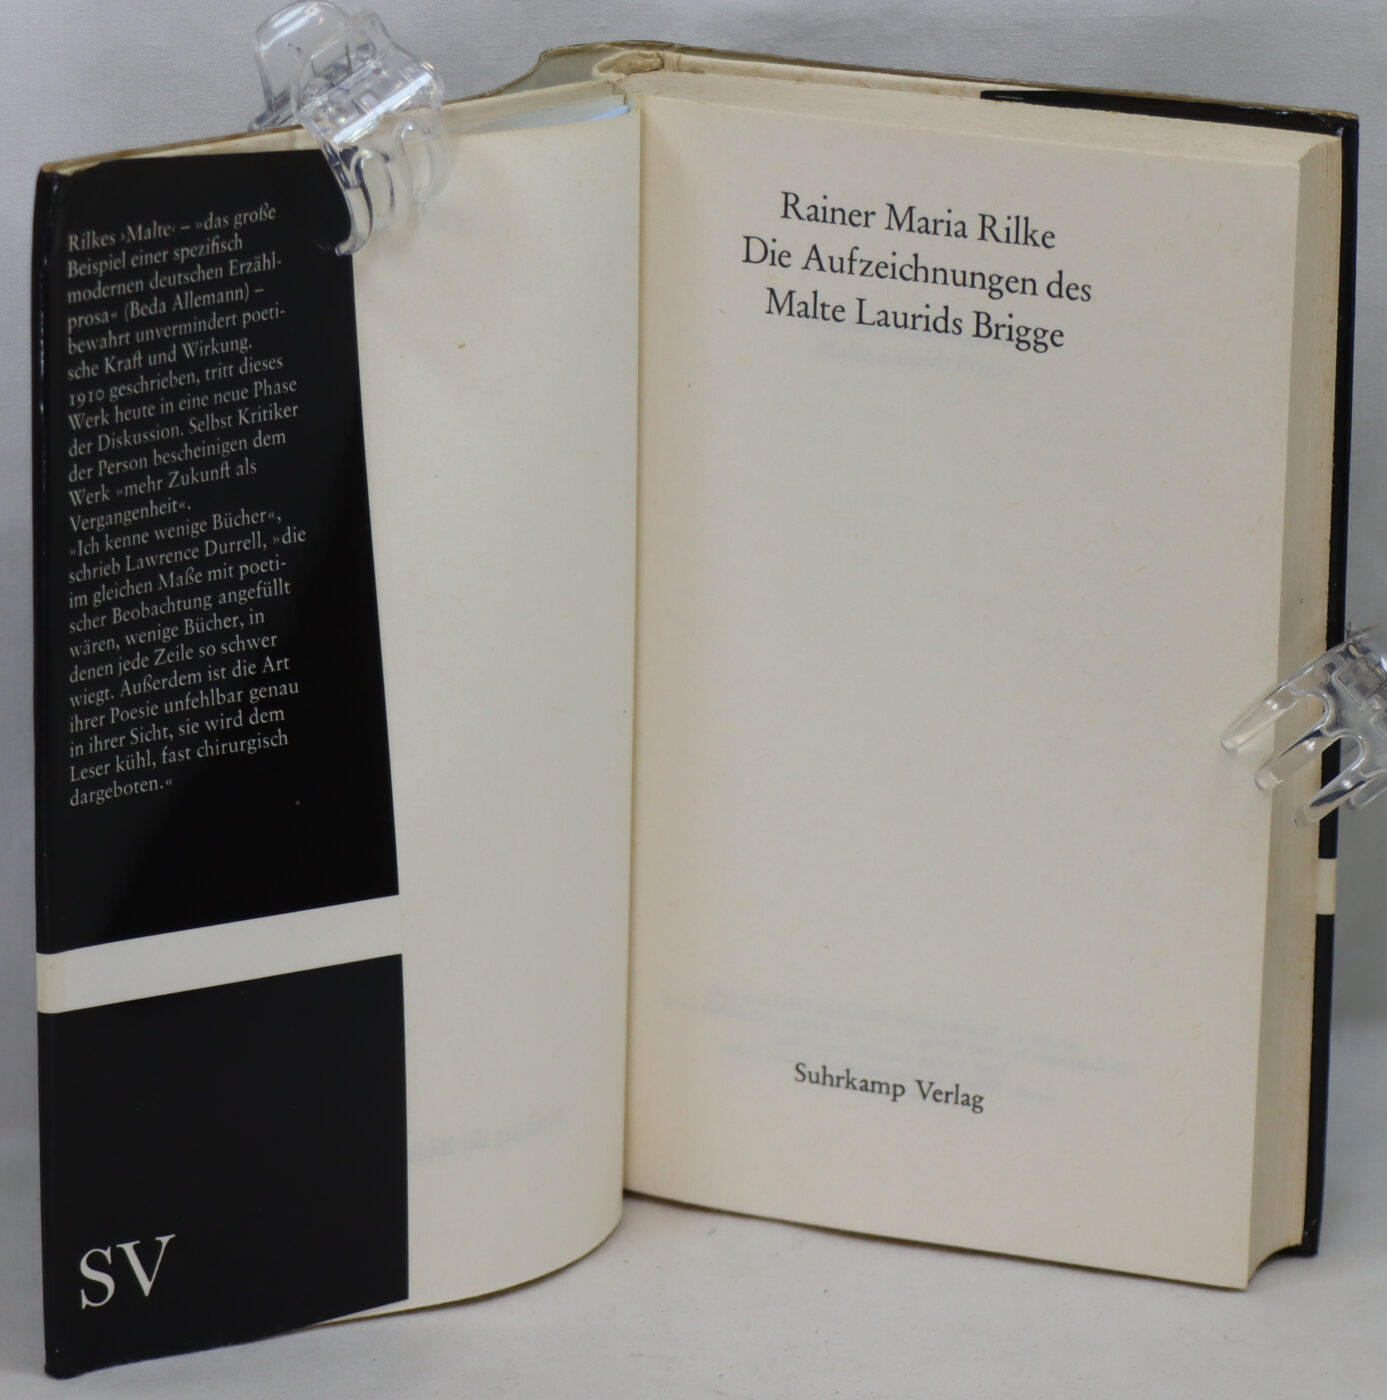 Rilkes ›Malte‹ – »das große
Beispiel einer spezifisch
modernen deutschen Erzähl-
prosa« (Beda Allemann) –
bewahrt unvermindert poeti-
sche Kraft und Wirkung.
1910 geschrieben, tritt dieses
Werk heute in eine neue Phase
der Diskussion. Selbst Kritiker
der Person bescheinigen dem
Werk »mehr Zukunft als
Vergangenheit«.
»Ich kenne wenige Bücher«,
schrieb Lawrence Durrell, »die
im gleichen Maße mit poeti-
scher Beobachtung angefüllt
wären, wenige Bücher, in
denen jede Zeile so schwer
wiegt. Außerdem ist die Art
ihrer Poesie unfehlbar genau
in ihrer Sicht, sie wird dem
Leser kühl, fast chirurgisch
dargeboten.«
SV
Rainer Maria Rilke
Die Aufzeichnungen des
Malte Laurids Brigge
Suhrkamp Verlag